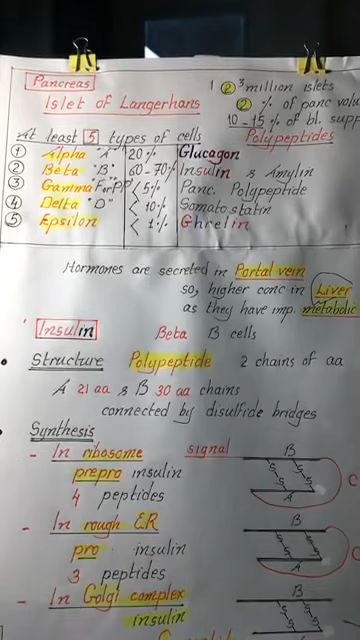 Pancreas
1 2 3 million islets
Islet of Langerhans
2 % of panc value
10 - 15 % of bl. supp
At least 5 types of cells
Polypeptides
1 Alpha "A" 20% Glucagon
2 Beta "B" 60-70% Insulin & Amylin
3 Gamma "F or PP" < 5% Panc. Polypeptide
4 Delta "D" < 10% Somatostatin
5 Epsilon < 1% Ghrelin
Hormones are secreted in Portal vein
so, higher conc in Liver
as they have imp. metabolic
Insulin Beta B cells
• Structure Polypeptide 2 chains of aa
A 21 aa & B 30 aa chains
connected by disulfide bridges
• Synthesis
- In ribosome signal B
prepro insulin A C
4 peptides
- In rough ER B
pro insulin A
3 peptides
- In Golgi complex B
insulin